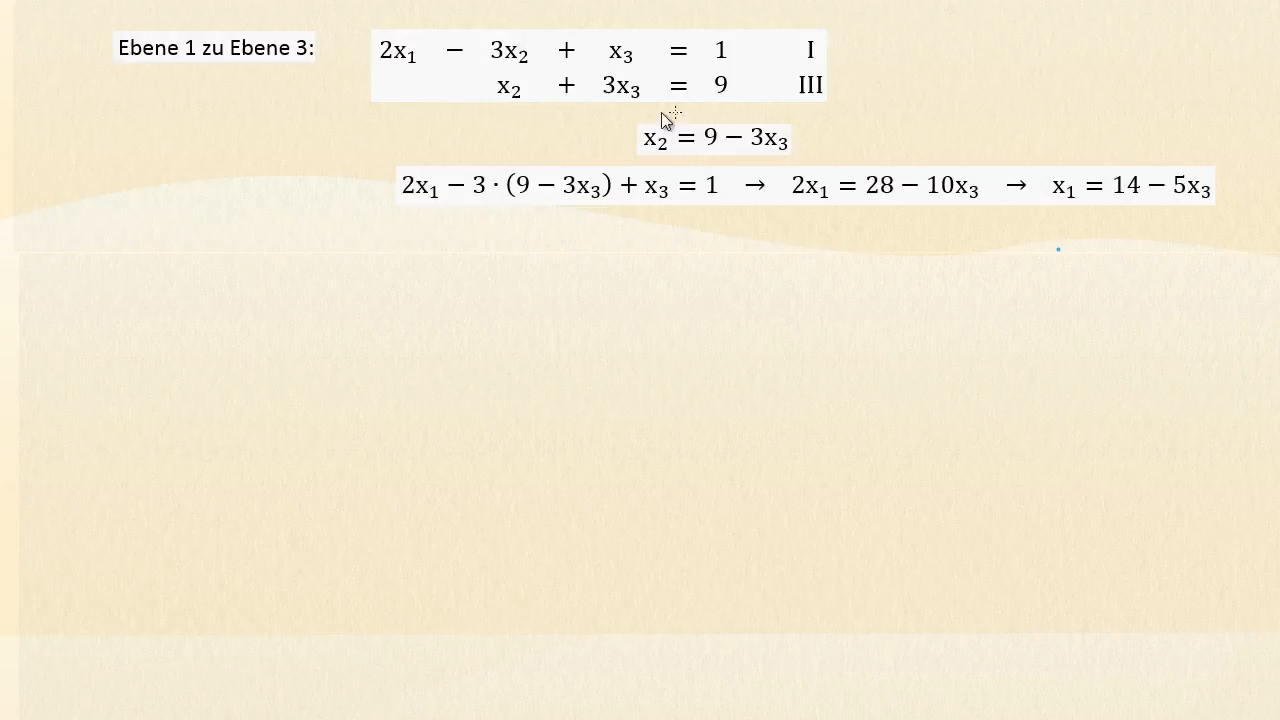 Ebene 1 zu Ebene 3: 2x₁ − 3x₂ + x₃ = 1 I
x₂ + 3x₃ = 9 III
x₂ = 9 − 3x₃
2x₁ − 3 · (9 − 3x₃) + x₃ = 1 → 2x₁ = 28 − 10x₃ → x₁ = 14 − 5x₃